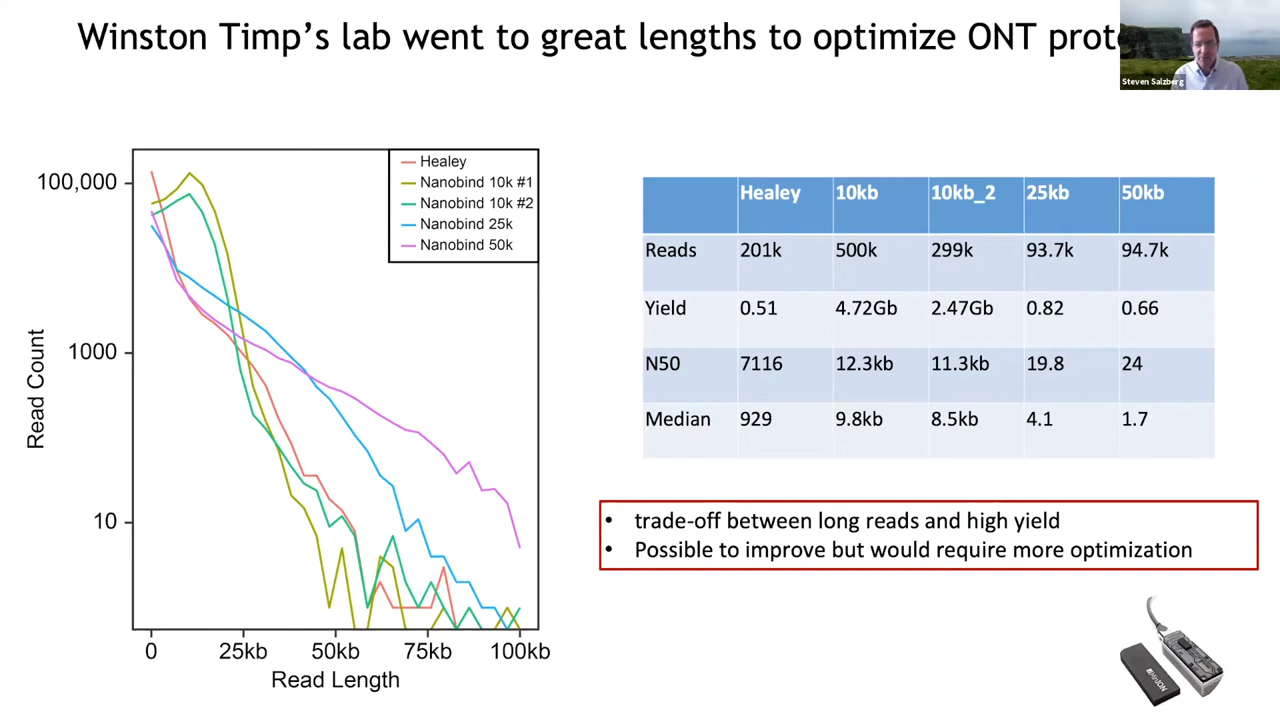 Winston Timp's lab went to great lengths to optimize ONT
Steven Salzberg
Healey
Nanobind 10k #1
Nanobind 10k #2
Nanobind 25k
Nanobind 50k
100,000
1000
10
Read Count
0 25kb 50kb 75kb 100kb
Read Length
Healey 10kb 10kb_2 25kb 50kb
Reads 201k 500k 299k 93.7k 94.7k
Yield 0.51 4.72Gb 2.47Gb 0.82 0.66
N50 7116 12.3kb 11.3kb 19.8 24
Median 929 9.8kb 8.5kb 4.1 1.7
• trade-off between long reads and high yield
• Possible to improve but would require more optimization
MinION